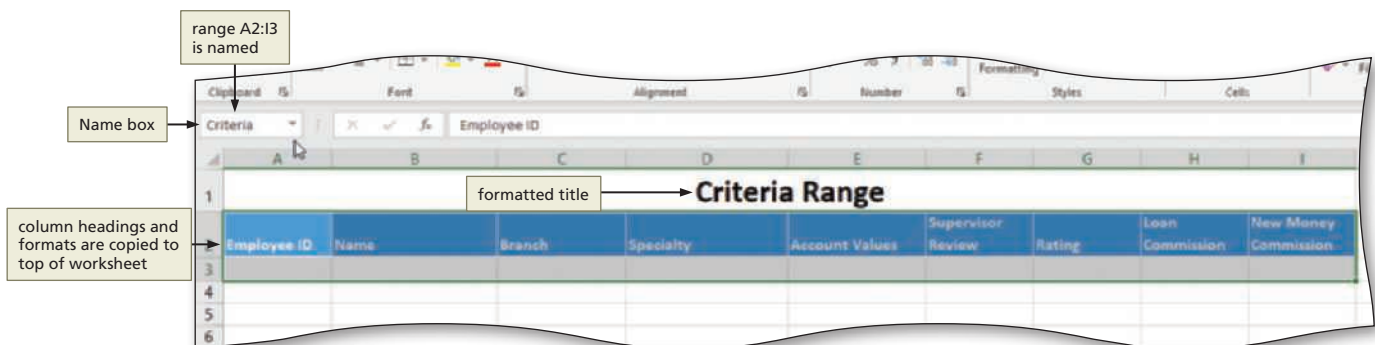 range A2:I3
is named
Formatting
Clipboard Font Alignment Number Styles Cells
Name box
Criteria fx Employee ID
A B C D E F G H I
1 formatted title Criteria Range
column headings and
formats are copied to
top of worksheet
Supervisor Loan New Money
2 Employee ID Name Branch Specialty Account Values Review Rating Commission Commission
3
4
5
6